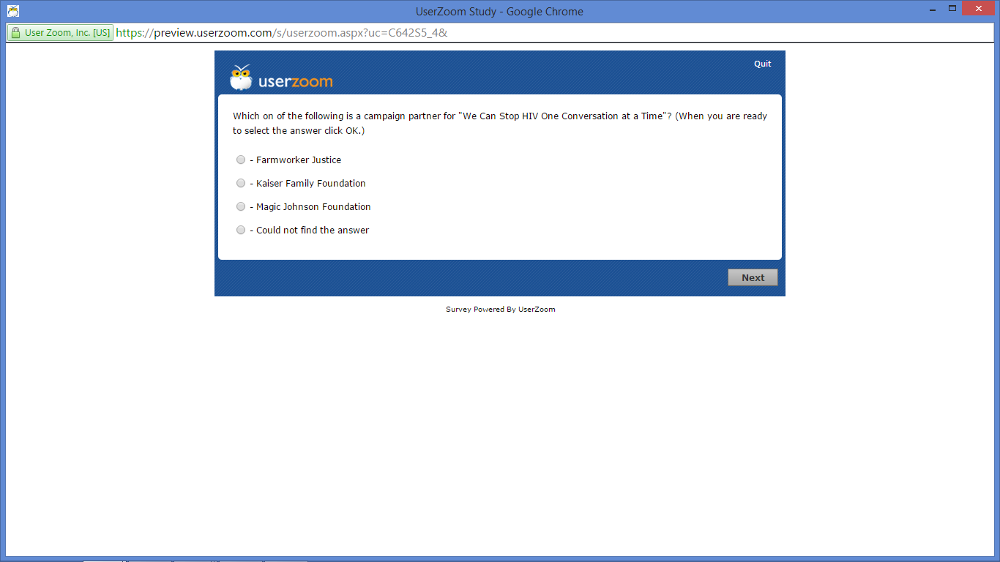 UserZoom Study - Google Chrome
User Zoom, Inc. [US] https://preview.userzoom.com/s/userzoom.aspx?uc=C642S5_4&
Quit
userzoom
Which on of the following is a campaign partner for "We Can Stop HIV One Conversation at a Time"? (When you are ready
to select the answer click OK.)
- Farmworker Justice
- Kaiser Family Foundation
- Magic Johnson Foundation
- Could not find the answer
Next
Survey Powered By UserZoom